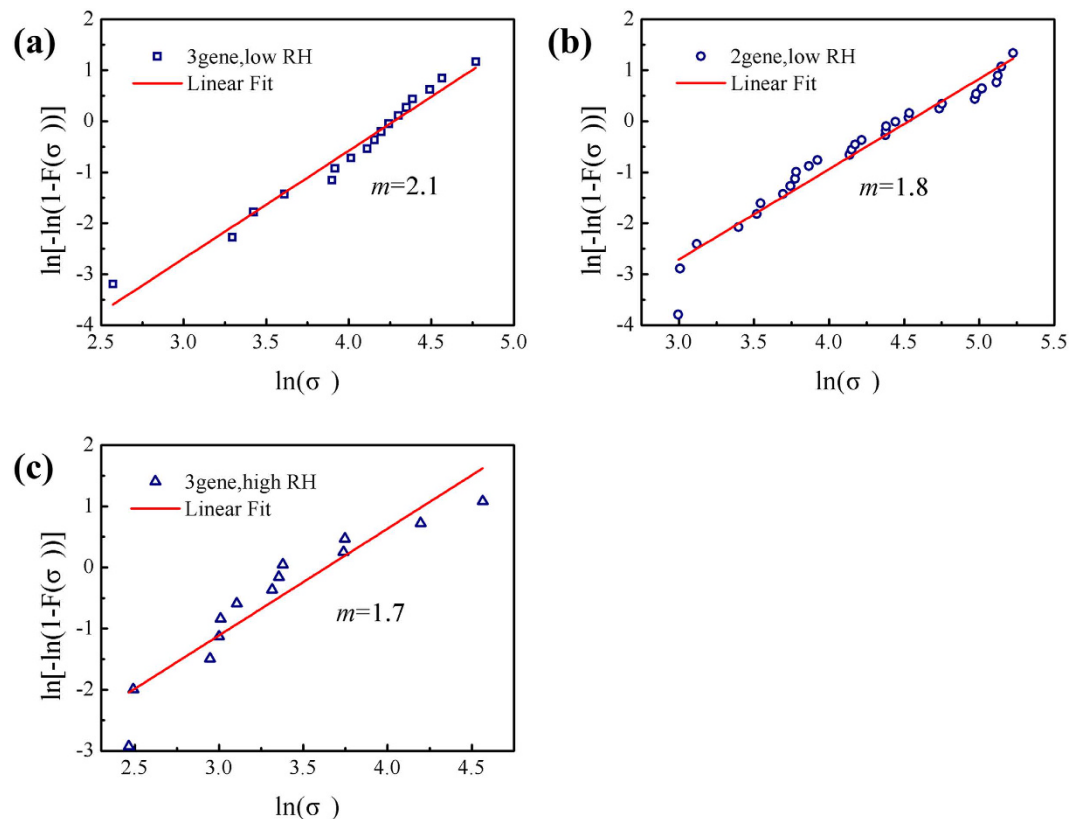 (a)
3gene,low RH
Linear Fit
m=2.1
ln[-ln(1-F(σ ))]
2
1
0
-1
-2
-3
-4
2.5 3.0 3.5 4.0 4.5 5.0
ln(σ )
(b)
2gene,low RH
Linear Fit
m=1.8
ln[-ln(1-F(σ ))]
2
1
0
-1
-2
-3
-4
3.0 3.5 4.0 4.5 5.0 5.5
ln(σ )
(c)
3gene,high RH
Linear Fit
m=1.7
ln[-ln(1-F(σ ))]
2
1
0
-1
-2
-3
2.5 3.0 3.5 4.0 4.5
ln(σ )